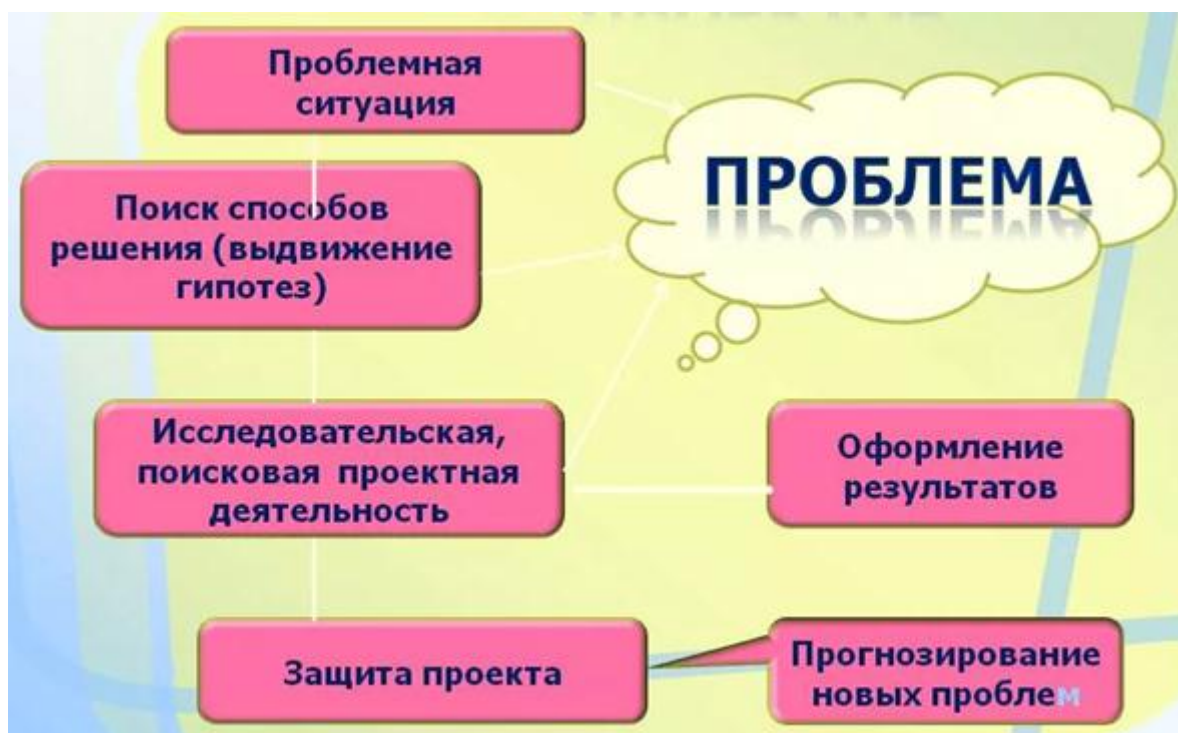 Проблемная
ситуация
ПРОБЛЕМА
Поиск способов
решения (выдвижение
гипотез)
Исследовательская,
поисковая проектная
деятельность
Оформление
результатов
Защита проекта
Прогнозирование
новых проблем